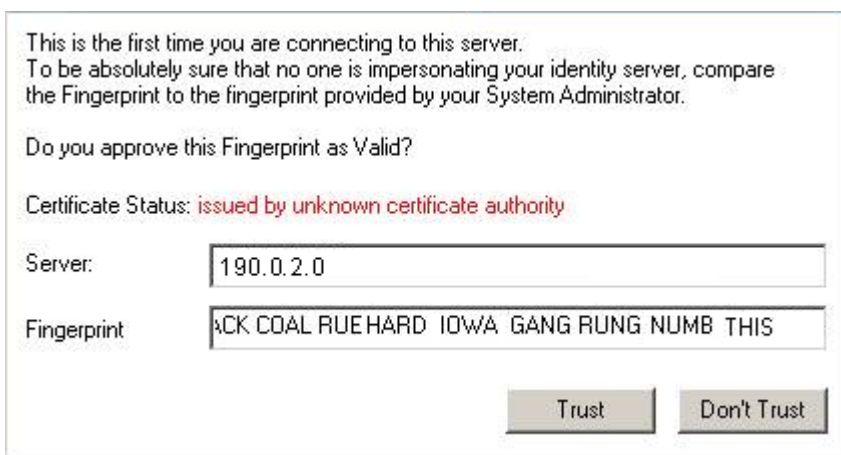 This is the first time you are connecting to this server.
To be absolutely sure that no one is impersonating your identity server, compare
the Fingerprint to the fingerprint provided by your System Administrator.
Do you approve this Fingerprint as Valid?
Certificate Status: issued by unknown certificate authority
Server: 190.0.2.0
Fingerprint COAL RUEHARD IOWA GANG RUNG NUMB THIS
Trust Don't Trust